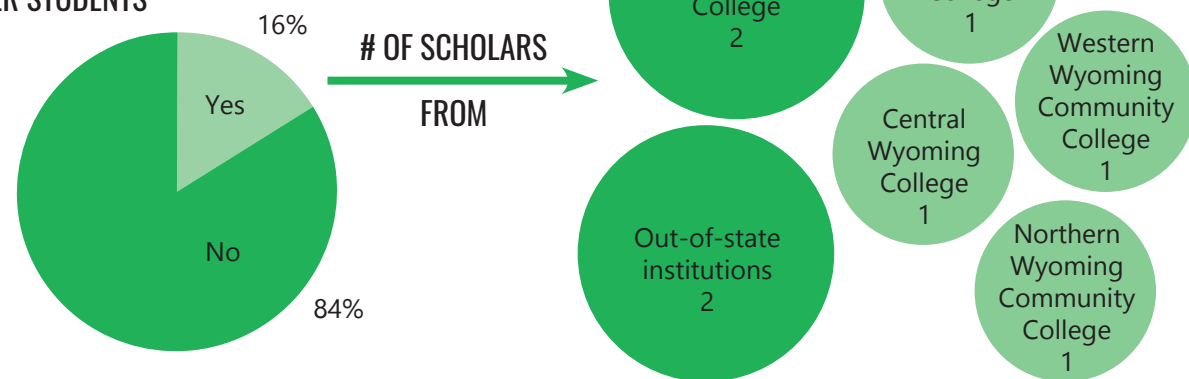 STUDENTS
16%
Yes
No
84%
# OF SCHOLARS
FROM
College
2
1
Western
Wyoming
Community
College
1
Central
Wyoming
College
1
Out-of-state
institutions
2
Northern
Wyoming
Community
College
1